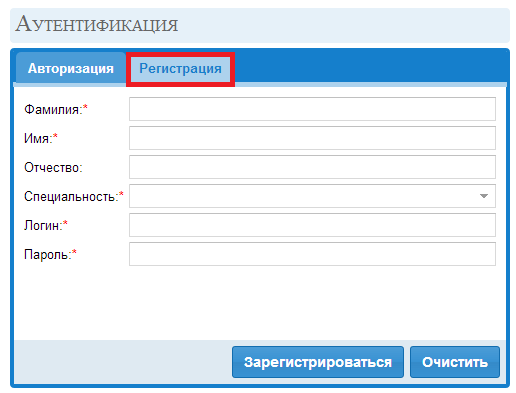 Аутентификация
Авторизация Регистрация
Фамилия:*
Имя:*
Отчество:
Специальность:*
Логин:*
Пароль:*
Зарегистрироваться Очистить